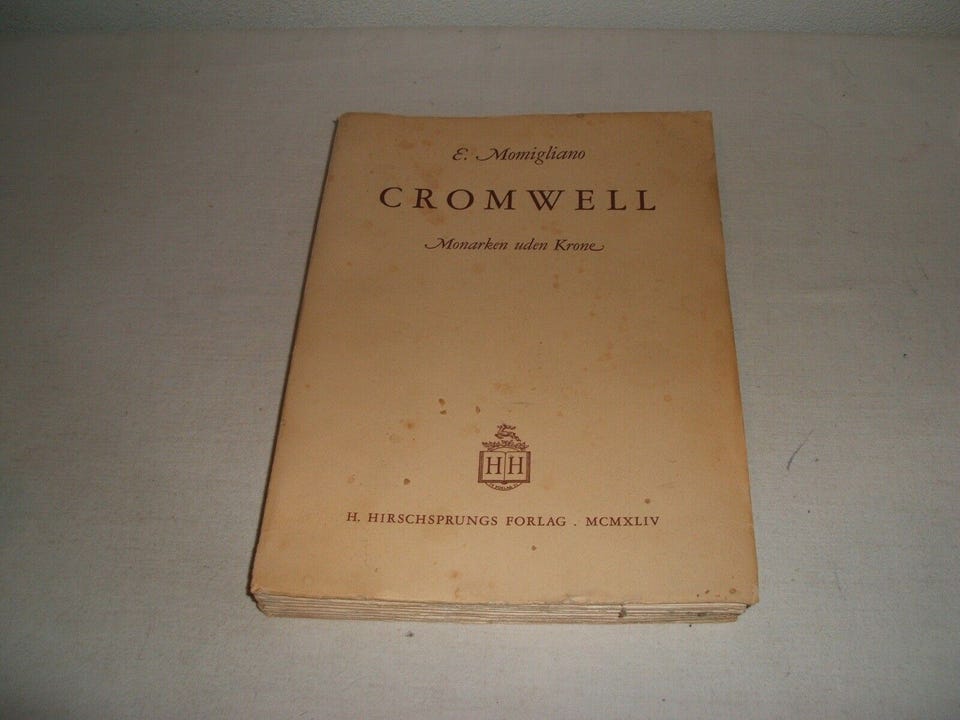 E. Momigliano
CROMWELL
Monarken uden Krone
HH
H. HIRSCHSPRUNGS FORLAG . MCMXLIV